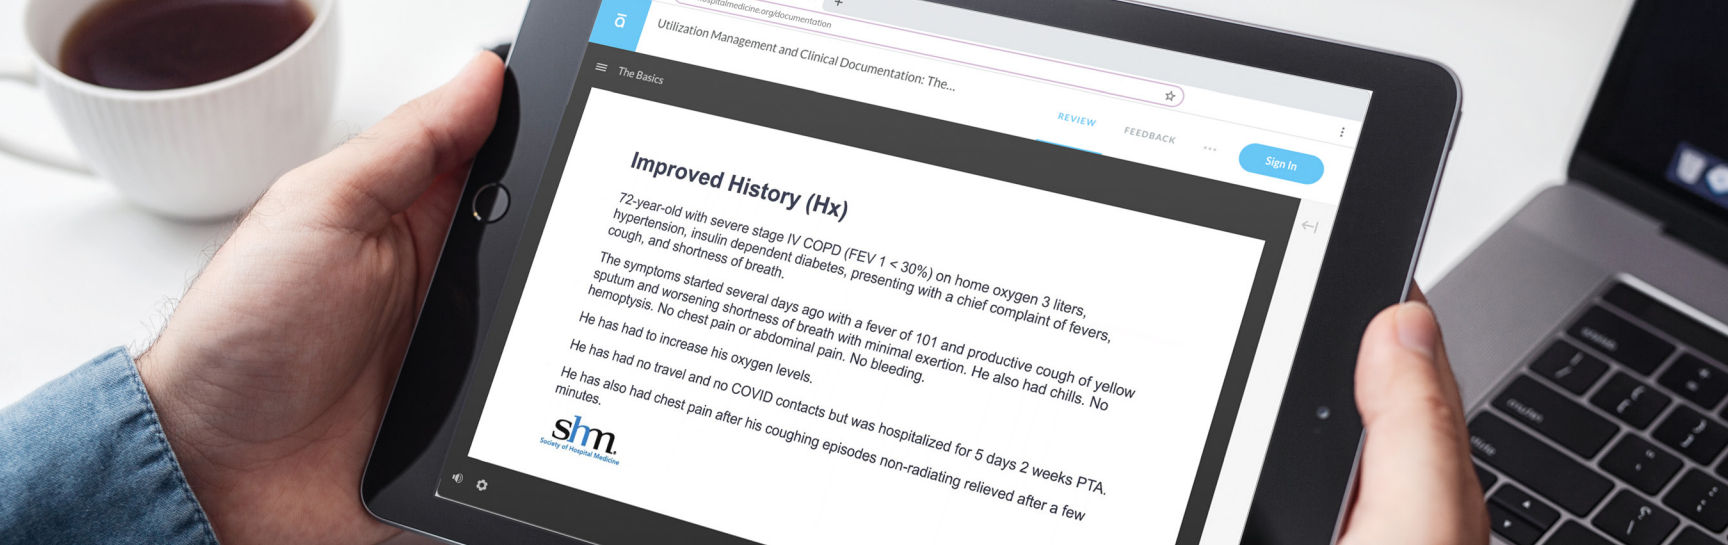 hospitalmedicine.org/documentation
ā
Utilization Management and Clinical Documentation: The...
The Basics
REVIEW
FEEDBACK
...
Sign In
Improved History (Hx)
72-year-old with severe stage IV COPD (FEV 1 < 30%) on home oxygen 3 liters,
hypertension, insulin dependent diabetes, presenting with a chief complaint of fevers,
cough, and shortness of breath.
The symptoms started several days ago with a fever of 101 and productive cough of yellow
sputum and worsening shortness of breath with minimal exertion. He also had chills. No
hemoptysis. No chest pain or abdominal pain. No bleeding.
He has had to increase his oxygen levels.
He has had no travel and no COVID contacts but was hospitalized for 5 days 2 weeks PTA.
He has also had chest pain after his coughing episodes non-radiating relieved after a few
minutes.
shm.
Society of Hospital Medicine